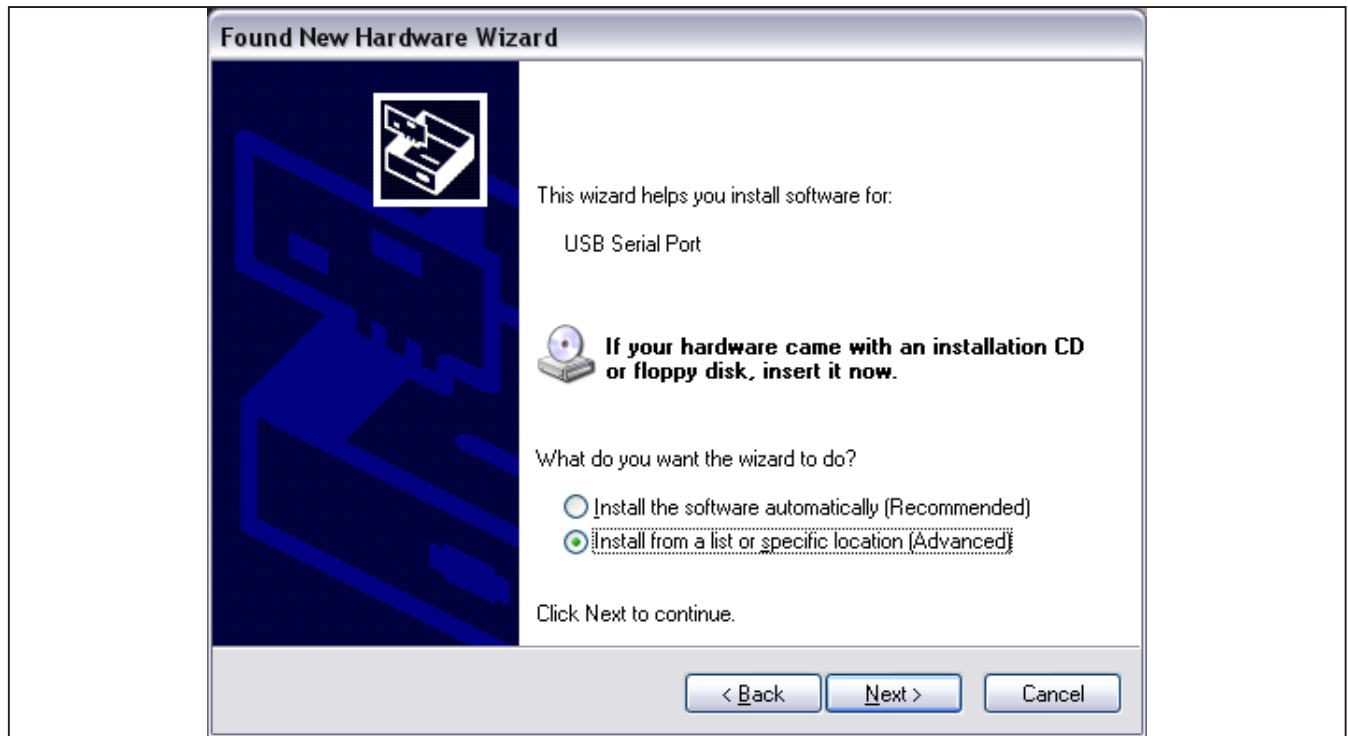 Found New Hardware Wizard
This wizard helps you install software for:
USB Serial Port
If your hardware came with an installation CD
or floppy disk, insert it now.
What do you want the wizard to do?
Install the software automatically (Recommended)
Install from a list or specific location (Advanced)
Click Next to continue.
< Back
Next >
Cancel